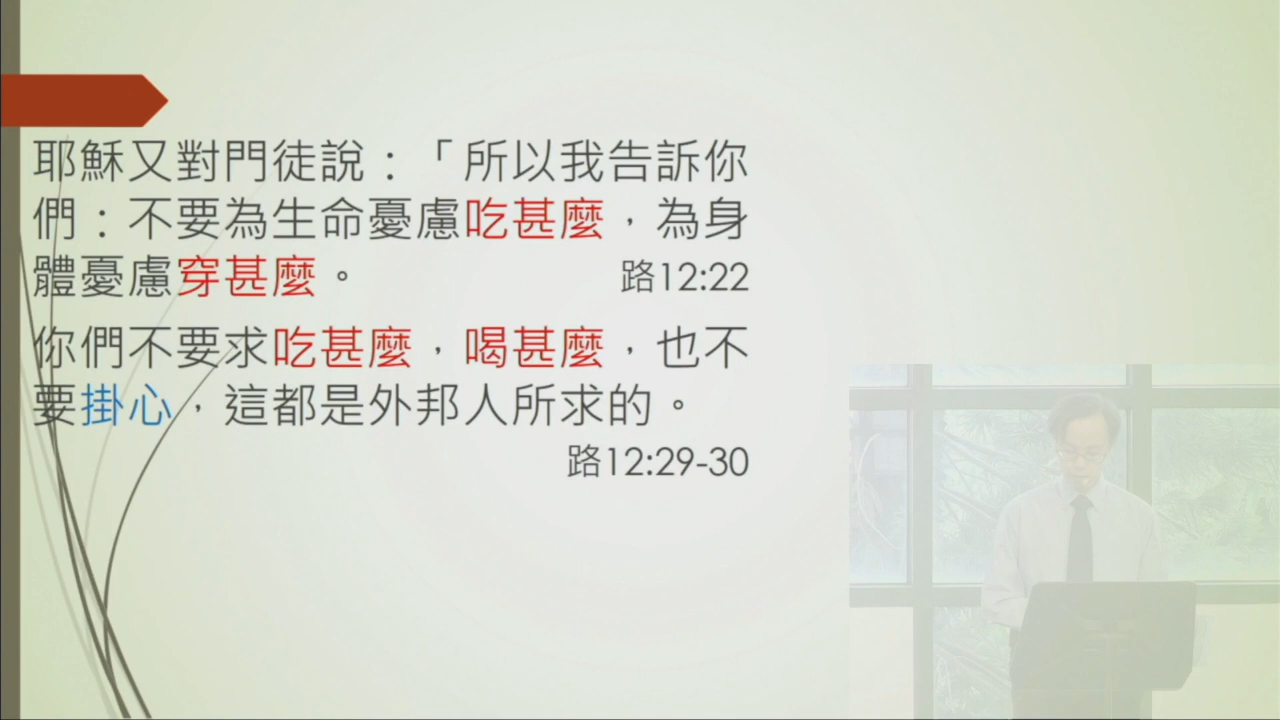 耶穌又對門徒說：「所以我告訴你
們：不要為生命憂慮吃甚麼，為身
體憂慮穿甚麼。 路12:22
你們不要求吃甚麼，喝甚麼，也不
要掛心，這都是外邦人所求的。
路12:29-30